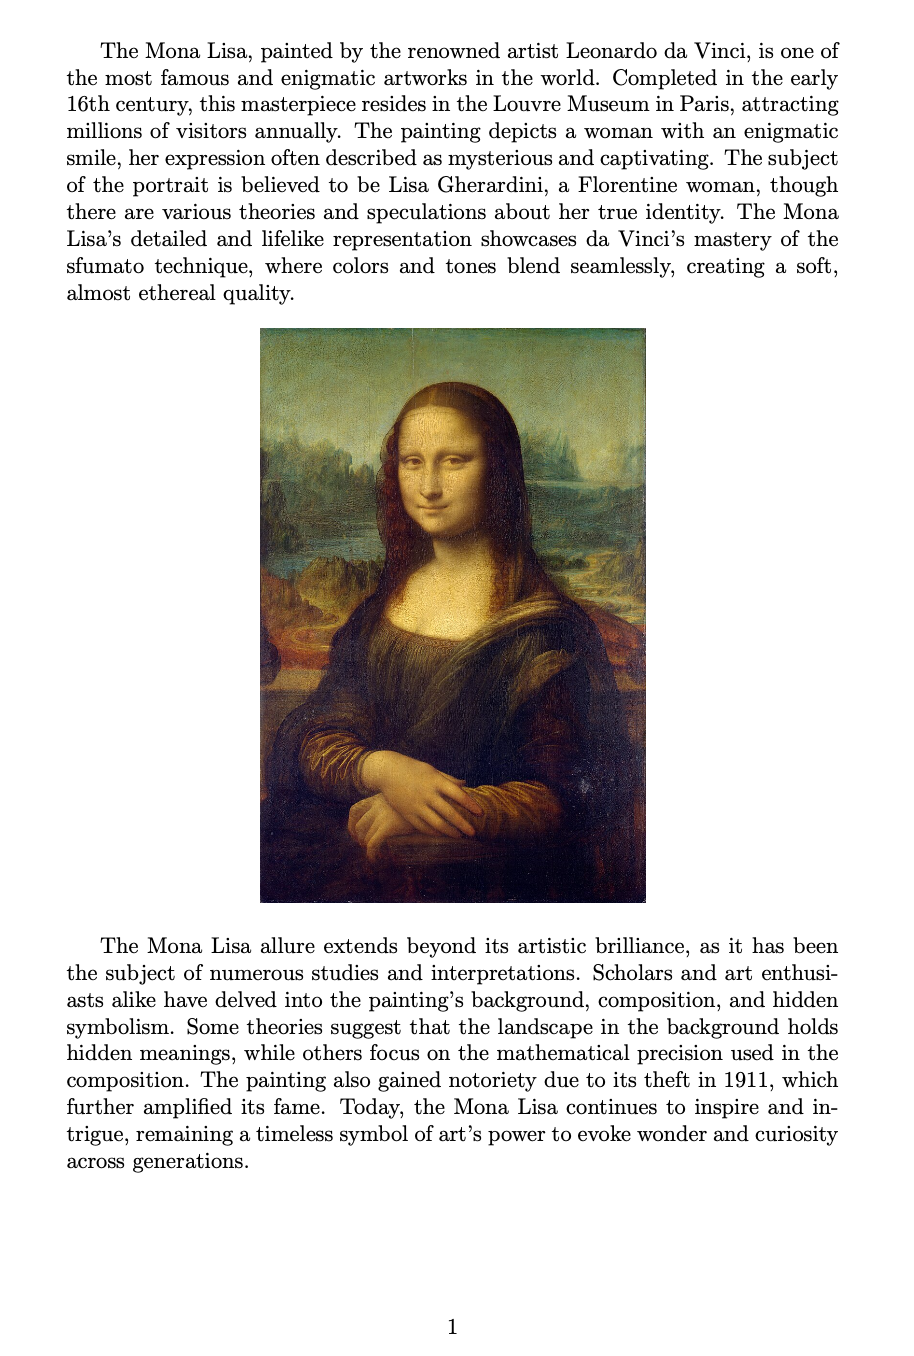 The Mona Lisa, painted by the renowned artist Leonardo da Vinci, is one of
the most famous and enigmatic artworks in the world. Completed in the early
16th century, this masterpiece resides in the Louvre Museum in Paris, attracting
millions of visitors annually. The painting depicts a woman with an enigmatic
smile, her expression often described as mysterious and captivating. The subject
of the portrait is believed to be Lisa Gherardini, a Florentine woman, though
there are various theories and speculations about her true identity. The Mona
Lisa’s detailed and lifelike representation showcases da Vinci’s mastery of the
sfumato technique, where colors and tones blend seamlessly, creating a soft,
almost ethereal quality.
The Mona Lisa allure extends beyond its artistic brilliance, as it has been
the subject of numerous studies and interpretations. Scholars and art enthusi-
asts alike have delved into the painting’s background, composition, and hidden
symbolism. Some theories suggest that the landscape in the background holds
hidden meanings, while others focus on the mathematical precision used in the
composition. The painting also gained notoriety due to its theft in 1911, which
further amplified its fame. Today, the Mona Lisa continues to inspire and in-
trigue, remaining a timeless symbol of art’s power to evoke wonder and curiosity
across generations.
1